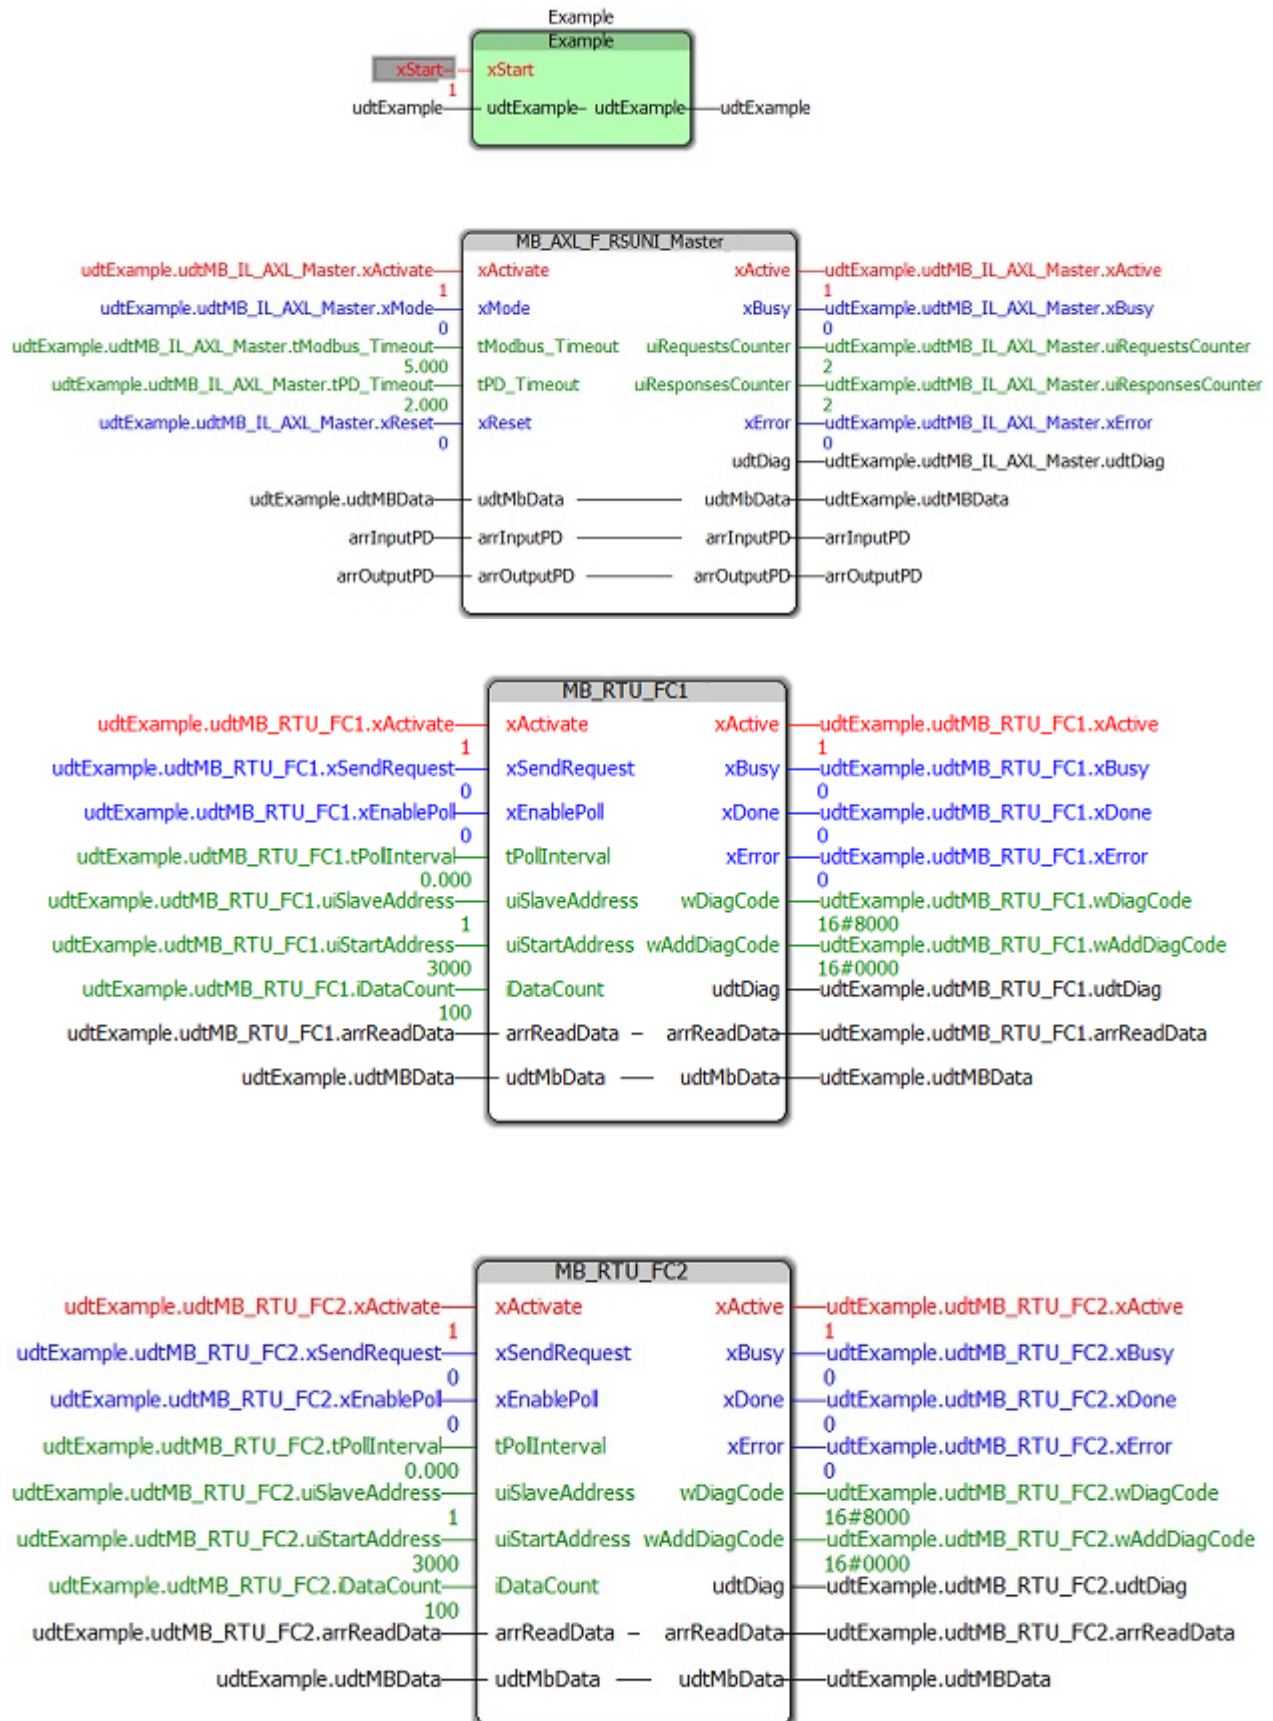 Example
Example
xStart xStart
1
udtExample udtExample udtExample udtExample
MB_AXL_F_RSUNI_Master
udtExample.udtMB_IL_AXL_Master.xActivate xActivate xActive udtExample.udtMB_IL_AXL_Master.xActive
1 1
udtExample.udtMB_IL_AXL_Master.xMode xMode xBusy udtExample.udtMB_IL_AXL_Master.xBusy
0 0
udtExample.udtMB_IL_AXL_Master.tModbus_Timeout tModbus_Timeout uiRequestsCounter udtExample.udtMB_IL_AXL_Master.uiRequestsCounter
5.000 2
udtExample.udtMB_IL_AXL_Master.tPD_Timeout tPD_Timeout uiResponsesCounter udtExample.udtMB_IL_AXL_Master.uiResponsesCounter
2.000 2
udtExample.udtMB_IL_AXL_Master.xReset xReset xError udtExample.udtMB_IL_AXL_Master.xError
0 0
udtDiag udtExample.udtMB_IL_AXL_Master.udtDiag
udtExample.udtMBData udtMbData udtMbData udtExample.udtMBData
arrInputPD arrInputPD arrInputPD arrInputPD
arrOutputPD arrOutputPD arrOutputPD arrOutputPD
MB_RTU_FC1
udtExample.udtMB_RTU_FC1.xActivate xActivate xActive udtExample.udtMB_RTU_FC1.xActive
1 1
udtExample.udtMB_RTU_FC1.xSendRequest xSendRequest xBusy udtExample.udtMB_RTU_FC1.xBusy
0 0
udtExample.udtMB_RTU_FC1.xEnablePoll xEnablePoll xDone udtExample.udtMB_RTU_FC1.xDone
0 0
udtExample.udtMB_RTU_FC1.tPollInterval tPollInterval xError udtExample.udtMB_RTU_FC1.xError
0.000 0
udtExample.udtMB_RTU_FC1.uiSlaveAddress uiSlaveAddress wDiagCode udtExample.udtMB_RTU_FC1.wDiagCode
1 16#8000
udtExample.udtMB_RTU_FC1.uiStartAddress uiStartAddress wAddDiagCode udtExample.udtMB_RTU_FC1.wAddDiagCode
3000 16#0000
udtExample.udtMB_RTU_FC1.iDataCount iDataCount udtDiag udtExample.udtMB_RTU_FC1.udtDiag
100
udtExample.udtMB_RTU_FC1.arrReadData arrReadData arrReadData udtExample.udtMB_RTU_FC1.arrReadData
udtExample.udtMBData udtMbData udtMbData udtExample.udtMBData
MB_RTU_FC2
udtExample.udtMB_RTU_FC2.xActivate xActivate xActive udtExample.udtMB_RTU_FC2.xActive
1 1
udtExample.udtMB_RTU_FC2.xSendRequest xSendRequest xBusy udtExample.udtMB_RTU_FC2.xBusy
0 0
udtExample.udtMB_RTU_FC2.xEnablePoll xEnablePoll xDone udtExample.udtMB_RTU_FC2.xDone
0 0
udtExample.udtMB_RTU_FC2.tPollInterval tPollInterval xError udtExample.udtMB_RTU_FC2.xError
0.000 0
udtExample.udtMB_RTU_FC2.uiSlaveAddress uiSlaveAddress wDiagCode udtExample.udtMB_RTU_FC2.wDiagCode
1 16#8000
udtExample.udtMB_RTU_FC2.uiStartAddress uiStartAddress wAddDiagCode udtExample.udtMB_RTU_FC2.wAddDiagCode
3000 16#0000
udtExample.udtMB_RTU_FC2.iDataCount iDataCount udtDiag udtExample.udtMB_RTU_FC2.udtDiag
100
udtExample.udtMB_RTU_FC2.arrReadData arrReadData arrReadData udtExample.udtMB_RTU_FC2.arrReadData
udtExample.udtMBData udtMbData udtMbData udtExample.udtMBData